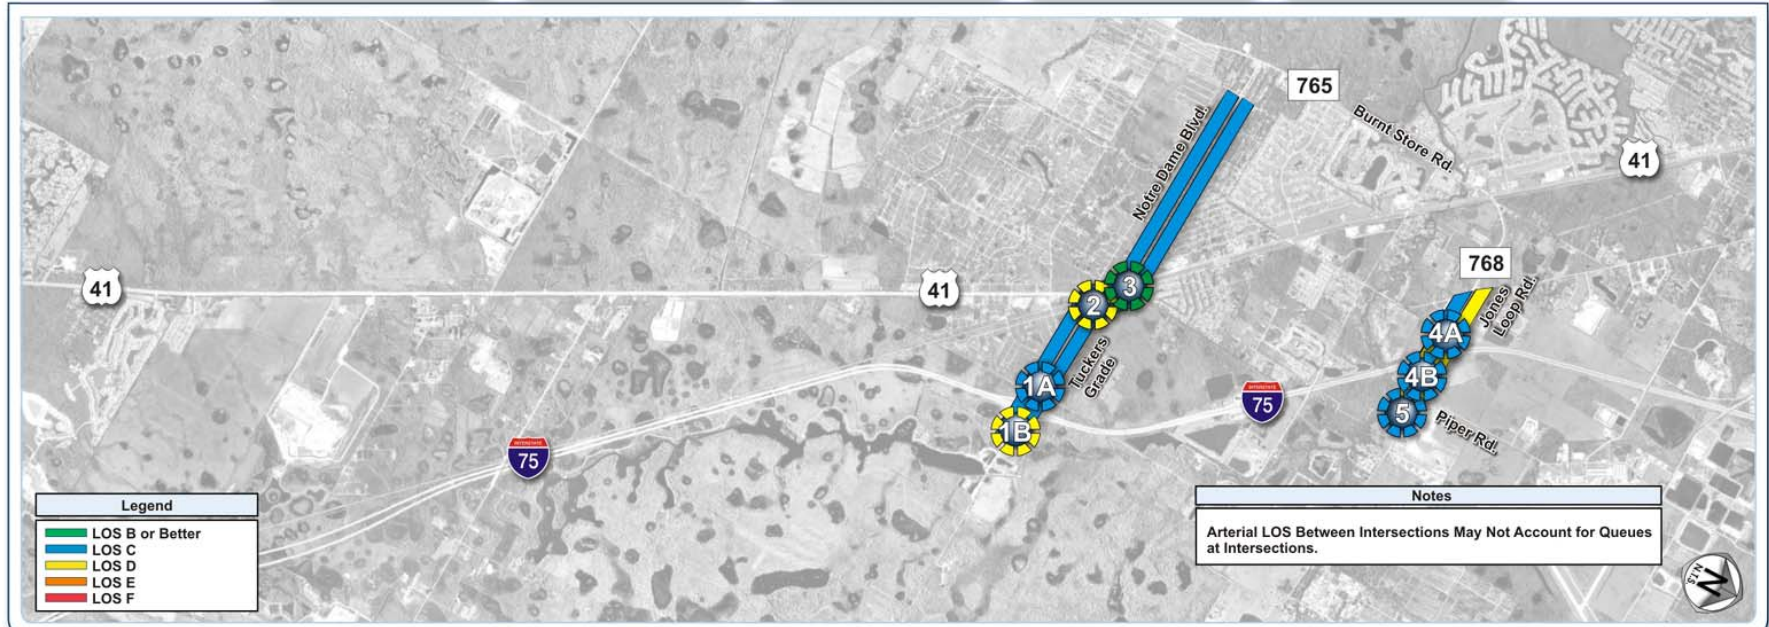 765
Burnt Store Rd.
41
Notre Dame Blvd.
768
Jones
Loop Rd.
41
41
3
2
4A
Tuckers
Grade
1A
4B
INTERSTATE
75
5
Piper Rd.
1B
INTERSTATE
75
Legend
LOS B or Better
LOS C
LOS D
LOS E
LOS F
Notes
Arterial LOS Between Intersections May Not Account for Queues
at Intersections.
N
N.T.S.